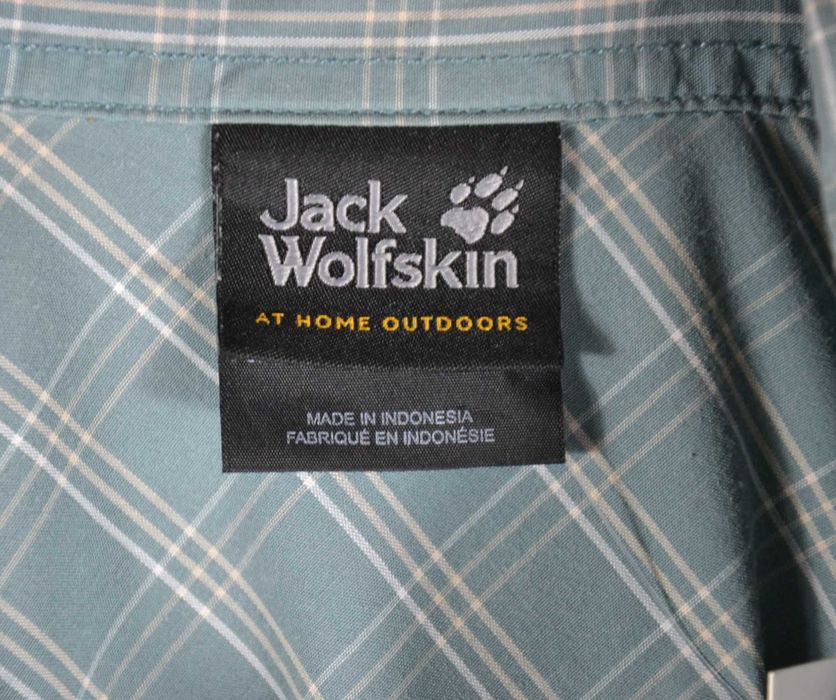 Jack
Wolfskin
AT HOME OUTDOORS
MADE IN INDONESIA
FABRIQUÉ EN INDONÉSIE